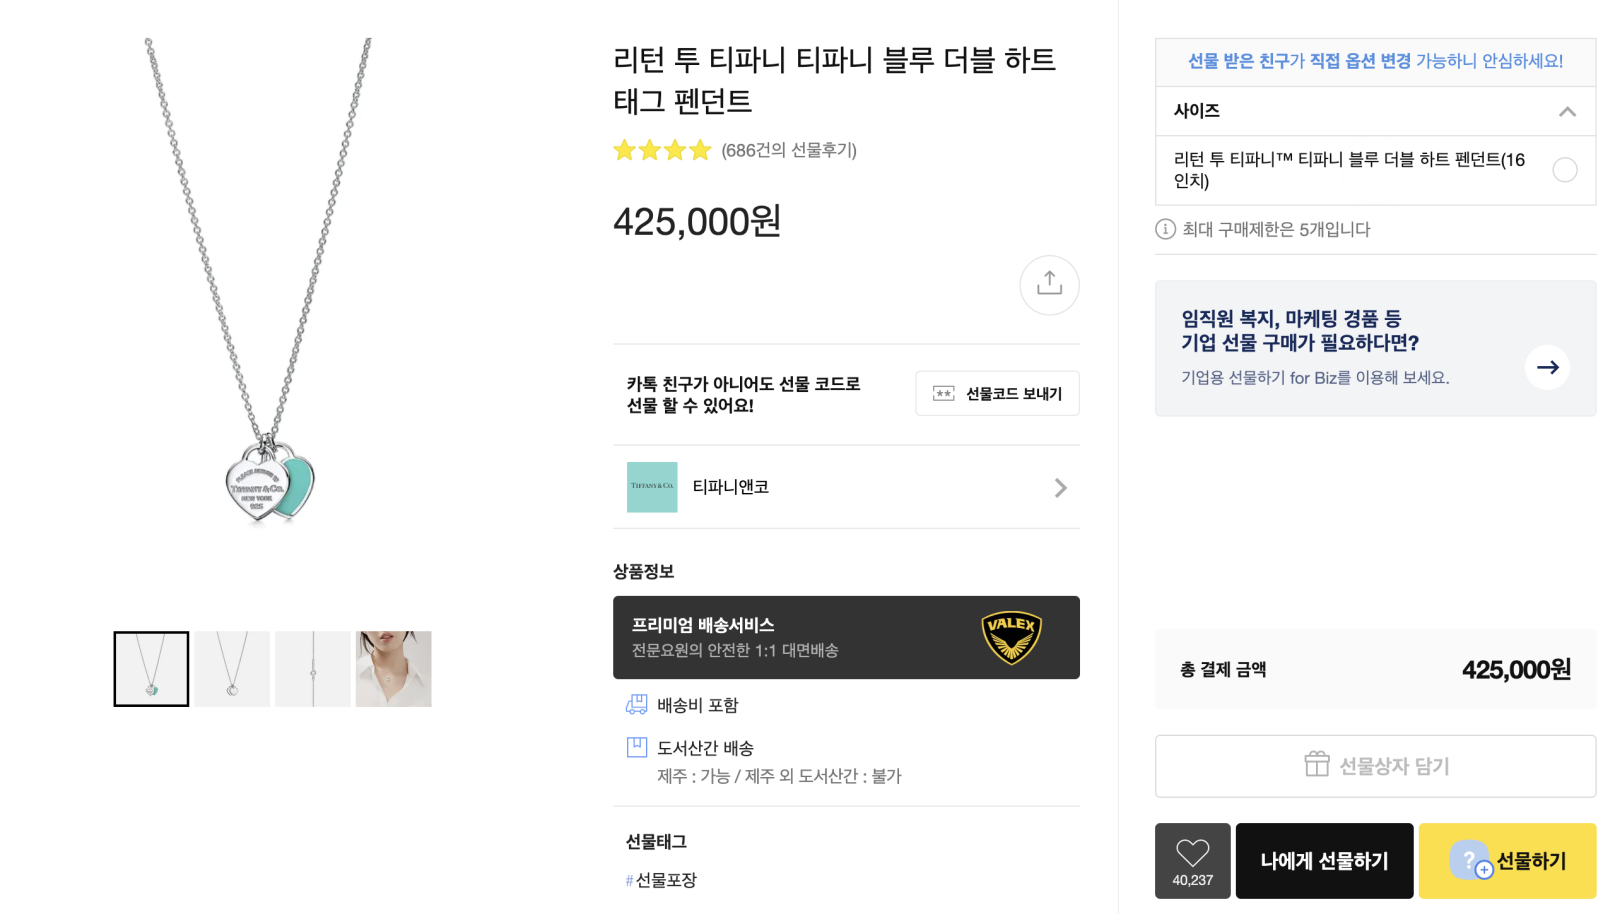 리턴 투 티파니 티파니 블루 더블 하트
태그 펜던트
(686건의 선물후기)
425,000원
카톡 친구가 아니어도 선물 코드로
선물 할 수 있어요!
선물코드 보내기
TIFFANY & CO.
티파니앤코
상품정보
프리미엄 배송서비스
전문요원의 안전한 1:1 대면배송
VALEX
배송비 포함
도서산간 배송
제주 : 가능 / 제주 외 도서산간 : 불가
선물태그
#선물포장
PLEASE RETURN TO
TIFFANY & CO.
NEW YORK
925
선물 받은 친구가 직접 옵션 변경 가능하니 안심하세요!
사이즈
리턴 투 티파니™ 티파니 블루 더블 하트 펜던트(16
인치)
최대 구매제한은 5개입니다
임직원 복지, 마케팅 경품 등
기업 선물 구매가 필요하다면?
기업용 선물하기 for Biz를 이용해 보세요.
총 결제 금액
425,000원
선물상자 담기
40,237
나에게 선물하기
? 선물하기